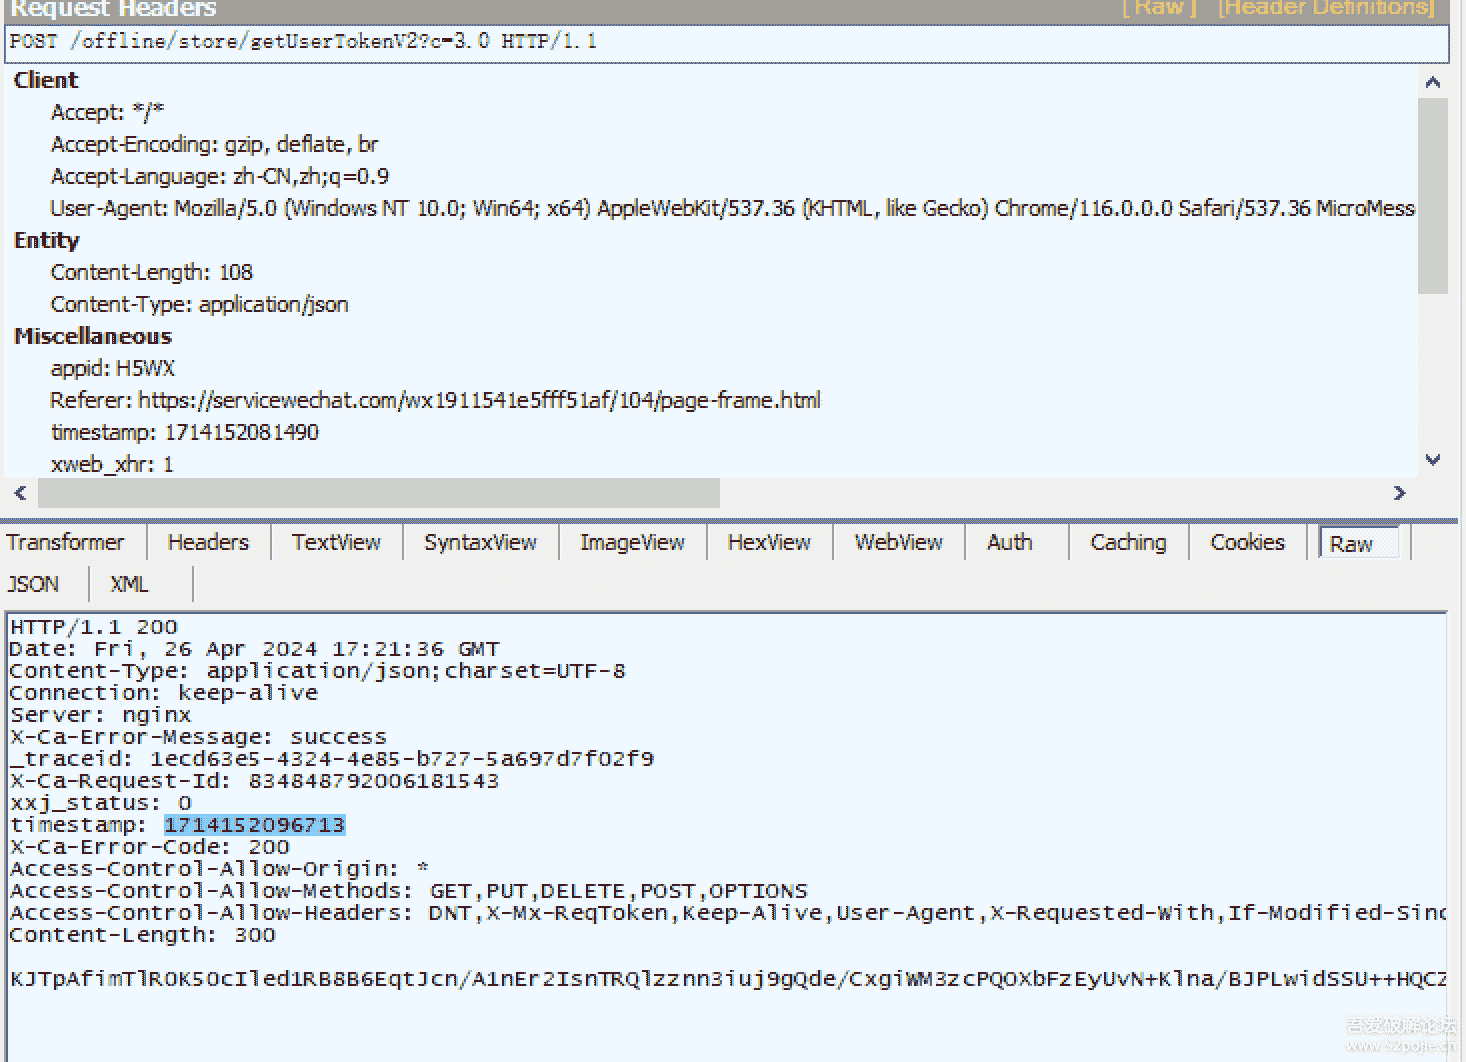 Request Headers
[ Raw ] [Header Definitions]
POST /offline/store/getUserTokenV2?c=3.0 HTTP/1.1
Client
Accept: */*
Accept-Encoding: gzip, deflate, br
Accept-Language: zh-CN,zh;q=0.9
User-Agent: Mozilla/5.0 (Windows NT 10.0; Win64; x64) AppleWebKit/537.36 (KHTML, like Gecko) Chrome/116.0.0.0 Safari/537.36 MicroMess
Entity
Content-Length: 108
Content-Type: application/json
Miscellaneous
appid: H5WX
Referer: https://servicewechat.com/wx1911541e5fff51af/104/page-frame.html
timestamp: 1714152081490
xweb_xhr: 1
Transformer Headers TextView SyntaxView ImageView HexView WebView Auth Caching Cookies Raw
JSON XML
HTTP/1.1 200
Date: Fri, 26 Apr 2024 17:21:36 GMT
Content-Type: application/json;charset=UTF-8
Connection: keep-alive
Server: nginx
X-Ca-Error-Message: success
_traceid: 1ecd63e5-4324-4e85-b727-5a697d7f02f9
X-Ca-Request-Id: 834848792006181543
xxj_status: 0
timestamp: 1714152096713
X-Ca-Error-Code: 200
Access-Control-Allow-Origin: *
Access-Control-Allow-Methods: GET,PUT,DELETE,POST,OPTIONS
Access-Control-Allow-Headers: DNT,X-Mx-ReqToken,Keep-Alive,User-Agent,X-Requested-With,If-Modified-Sinc
Content-Length: 300
KJTpAfimTlROK5OcIled1RB8B6EqtJcn/A1nEr2IsnTRQlzznn3iuj9gQde/CxgiWM3zcPQOXbFzEyUvN+Klna/BJPLwidSSU++HQCZ
吾爱破解论坛
www.52pojie.cn